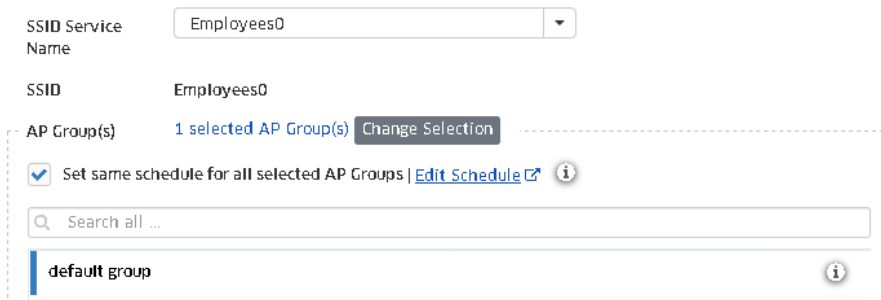 SSID Service Name
Employees0
SSID
Employees0
AP Group(s)
1 selected AP Group(s) Change Selection
Set same schedule for all selected AP Groups | Edit Schedule
Search all ...
default group